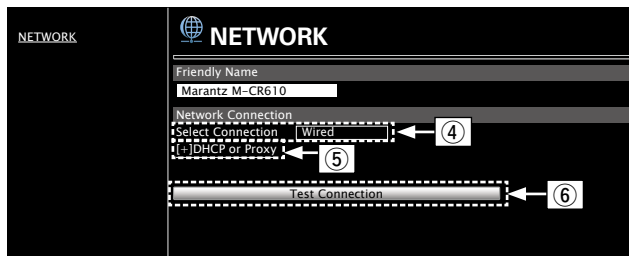 NETWORK
NETWORK
Friendly Name
Marantz M-CR610
Network Connection
Select Connection Wired ④
[+]DHCP or Proxy ⑤
Test Connection ⑥